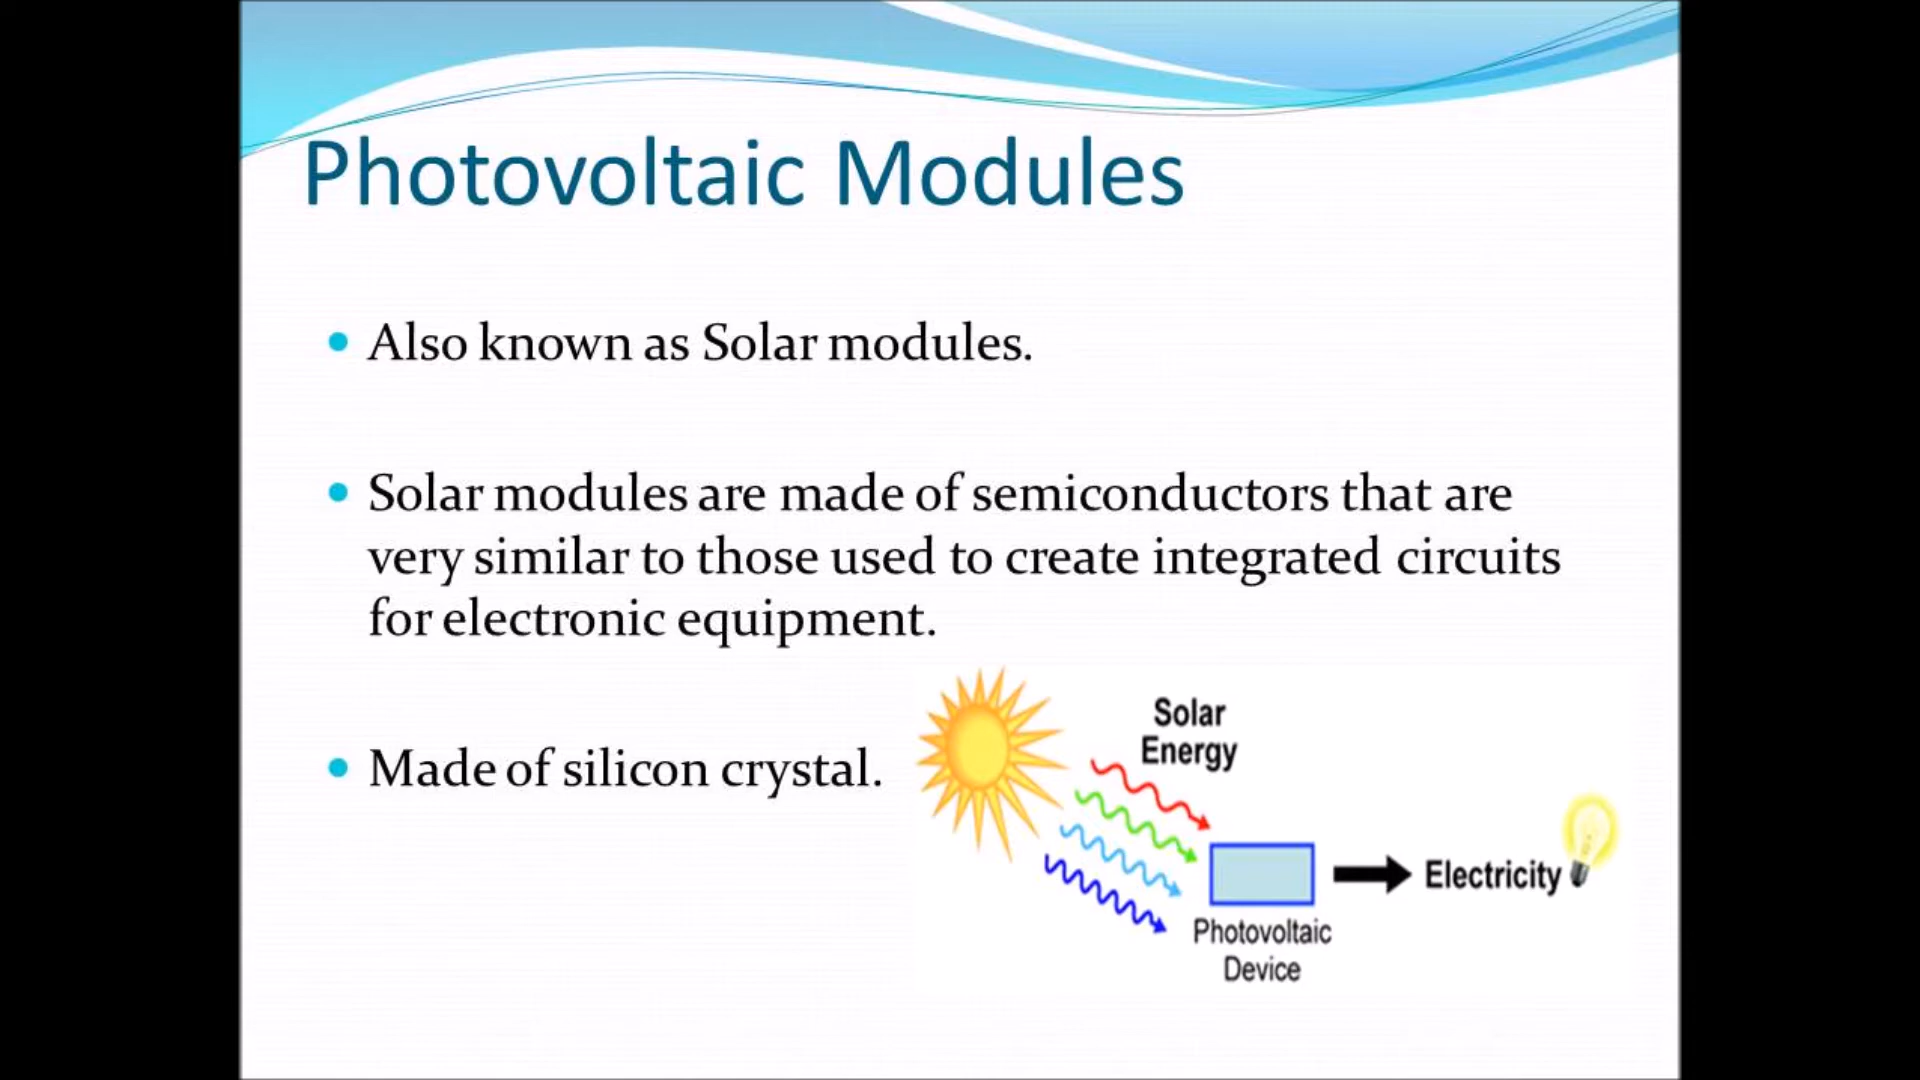 Photovoltaic Modules
Also known as Solar modules.
Solar modules are made of semiconductors that are
very similar to those used to create integrated circuits
for electronic equipment.
Made of silicon crystal.
Solar
Energy
Electricity
Photovoltaic
Device